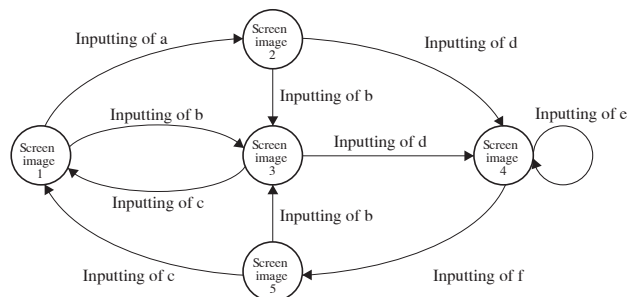 Inputting of a
Screen
image
2
Inputting of d
Inputting of b
Inputting of b
Inputting of e
Screen
image
1
Screen
image
3
Inputting of d
Screen
image
4
Inputting of c
Inputting of b
Inputting of c
Screen
image
5
Inputting of f